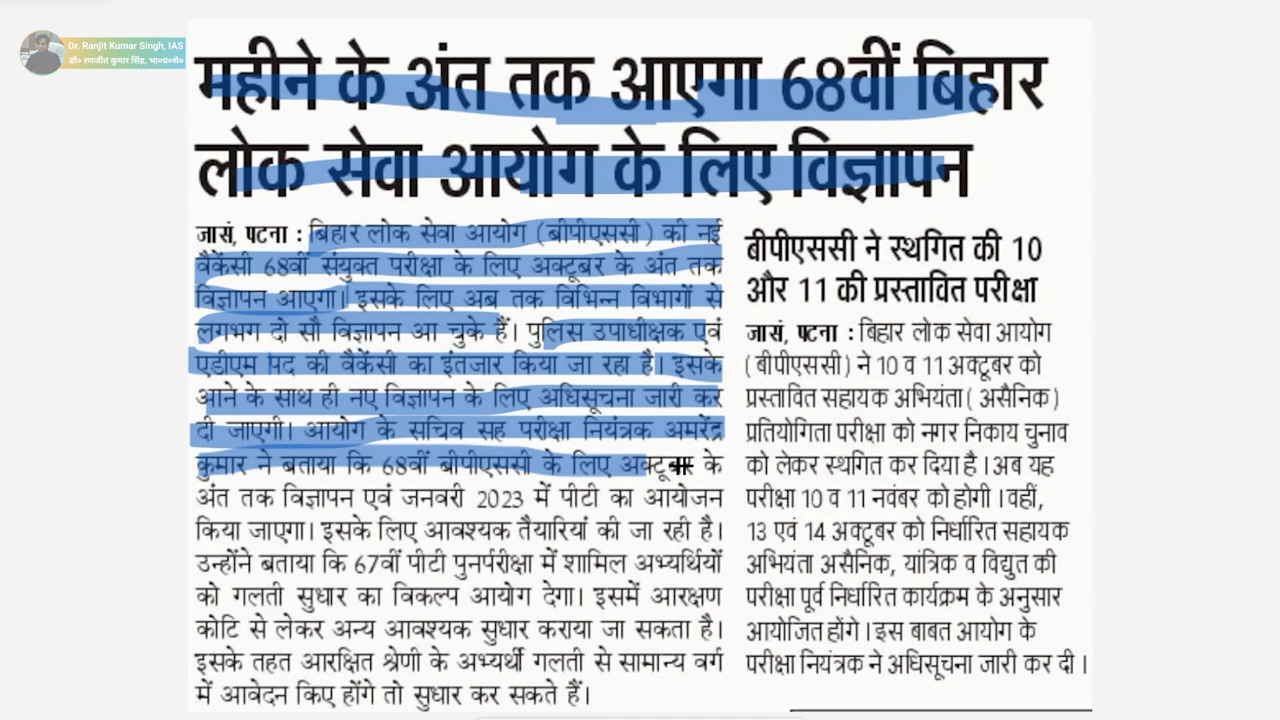 Dr. Ranjit Kumar Singh, IAS
डॉ० रणजीत कुमार सिंह, भा०प्र०से०
महीने के अंत तक आएगा 68वीं बिहार
लोक सेवा आयोग के लिए विज्ञापन
जासं, पटना : बिहार लोक सेवा आयोग (बीपीएससी) की नई
वैकेंसी 68वीं संयुक्त परीक्षा के लिए अक्टूबर के अंत तक
विज्ञापन आएगा। इसके लिए अब तक विभिन्न विभागों से
लगभग दो सौ विज्ञापन आ चुके हैं। पुलिस उपाधीक्षक एवं
एडीएम पद की वैकेंसी का इंतजार किया जा रहा है। इसके
आने के साथ ही नए विज्ञापन के लिए अधिसूचना जारी कर
दी जाएगी। आयोग के सचिव सह परीक्षा नियंत्रक अमरेंद्र
कुमार ने बताया कि 68वीं बीपीएससी के लिए अक्टूबर के
अंत तक विज्ञापन एवं जनवरी 2023 में पीटी का आयोजन
किया जाएगा। इसके लिए आवश्यक तैयारियां की जा रही है।
उन्होंने बताया कि 67वीं पीटी पुनर्परीक्षा में शामिल अभ्यर्थियों
को गलती सुधार का विकल्प आयोग देगा। इसमें आरक्षण
कोटि से लेकर अन्य आवश्यक सुधार कराया जा सकता है।
इसके तहत आरक्षित श्रेणी के अभ्यर्थी गलती से सामान्य वर्ग
में आवेदन किए होंगे तो सुधार कर सकते हैं।
बीपीएससी ने स्थगित की 10
और 11 की प्रस्तावित परीक्षा
जासं, पटना : बिहार लोक सेवा आयोग
(बीपीएससी) ने 10 व 11 अक्टूबर को
प्रस्तावित सहायक अभियंता ( असैनिक )
प्रतियोगिता परीक्षा को नगर निकाय चुनाव
को लेकर स्थगित कर दिया है । अब यह
परीक्षा 10 व 11 नवंबर को होगी । वहीं,
13 एवं 14 अक्टूबर को निर्धारित सहायक
अभियंता असैनिक, यांत्रिक व विद्युत की
परीक्षा पूर्व निर्धारित कार्यक्रम के अनुसार
आयोजित होंगे । इस बाबत आयोग के
परीक्षा नियंत्रक ने अधिसूचना जारी कर दी ।